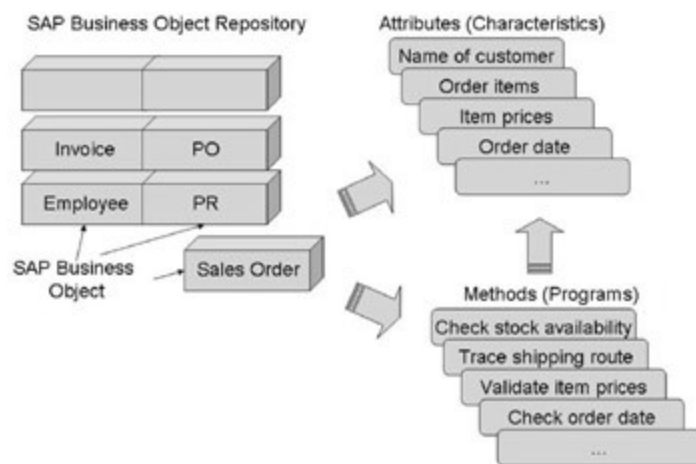 SAP Business Object Repository
Invoice
PO
Employee
PR
SAP Business
Object
Sales Order
Attributes (Characteristics)
Name of customer
Order items
Item prices
Order date
...
Methods (Programs)
Check stock availability
Trace shipping route
Validate item prices
Check order date
...